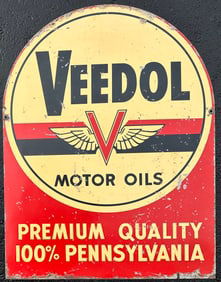 VEEDOL
V
MOTOR OILS
PREMIUM QUALITY
100% PENNSYLVANIA